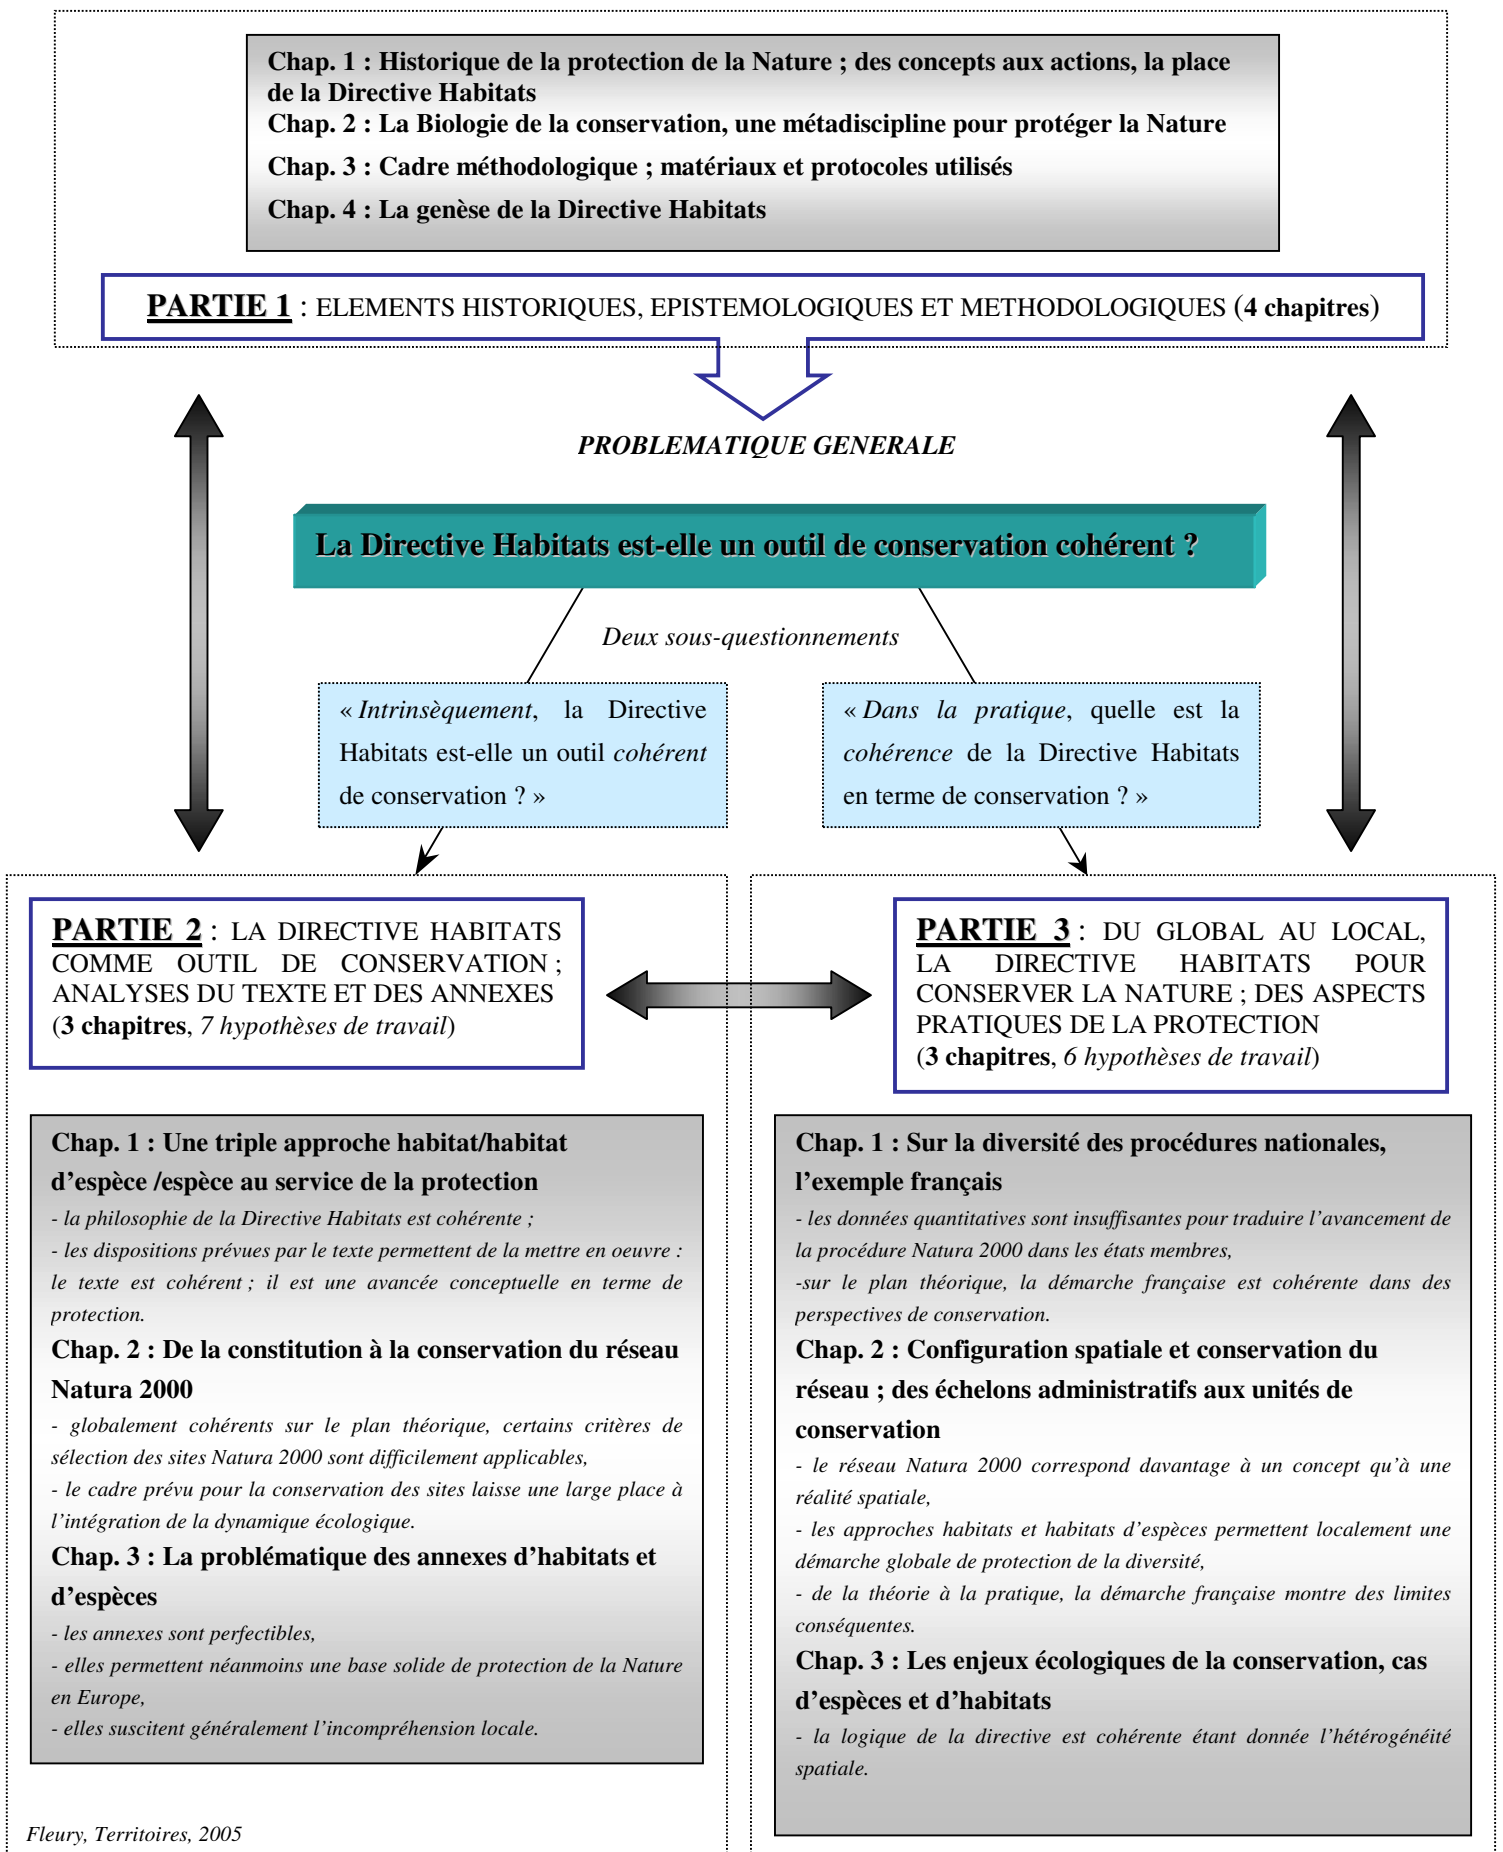 Chap. 1 : Historique de la protection de la Nature ; des concepts aux actions, la place
de la Directive Habitats
Chap. 2 : La Biologie de la conservation, une métadiscipline pour protéger la Nature
Chap. 3 : Cadre méthodologique ; matériaux et protocoles utilisés
Chap. 4 : La genèse de la Directive Habitats
PARTIE 1 : ELEMENTS HISTORIQUES, EPISTEMOLOGIQUES ET METHODOLOGIQUES (4 chapitres)
PROBLEMATIQUE GENERALE
La Directive Habitats est-elle un outil de conservation cohérent ?
Deux sous-questionnements
« Intrinsèquement, la Directive
Habitats est-elle un outil cohérent
de conservation ? »
« Dans la pratique, quelle est la
cohérence de la Directive Habitats
en terme de conservation ? »
PARTIE 2 : LA DIRECTIVE HABITATS
COMME OUTIL DE CONSERVATION ;
ANALYSES DU TEXTE ET DES ANNEXES
(3 chapitres, 7 hypothèses de travail)
PARTIE 3 : DU GLOBAL AU LOCAL,
LA DIRECTIVE HABITATS POUR
CONSERVER LA NATURE ; DES ASPECTS
PRATIQUES DE LA PROTECTION
(3 chapitres, 6 hypothèses de travail)
Chap. 1 : Une triple approche habitat/habitat
d'espèce /espèce au service de la protection
- la philosophie de la Directive Habitats est cohérente ;
- les dispositions prévues par le texte permettent de la mettre en oeuvre :
le texte est cohérent ; il est une avancée conceptuelle en terme de
protection.
Chap. 2 : De la constitution à la conservation du réseau
Natura 2000
- globalement cohérents sur le plan théorique, certains critères de
sélection des sites Natura 2000 sont difficilement applicables,
- le cadre prévu pour la conservation des sites laisse une large place à
l'intégration de la dynamique écologique.
Chap. 3 : La problématique des annexes d'habitats et
d'espèces
- les annexes sont perfectibles,
- elles permettent néanmoins une base solide de protection de la Nature
en Europe,
- elles suscitent généralement l'incompréhension locale.
Chap. 1 : Sur la diversité des procédures nationales,
l'exemple français
- les données quantitatives sont insuffisantes pour traduire l'avancement de
la procédure Natura 2000 dans les états membres,
-sur le plan théorique, la démarche française est cohérente dans des
perspectives de conservation.
Chap. 2 : Configuration spatiale et conservation du
réseau ; des échelons administratifs aux unités de
conservation
- le réseau Natura 2000 correspond davantage à un concept qu'à une
réalité spatiale,
- les approches habitats et habitats d'espèces permettent localement une
démarche globale de protection de la diversité,
- de la théorie à la pratique, la démarche française montre des limites
conséquentes.
Chap. 3 : Les enjeux écologiques de la conservation, cas
d'espèces et d'habitats
- la logique de la directive est cohérente étant donnée l'hétérogénéité
spatiale.
Fleury, Territoires, 2005